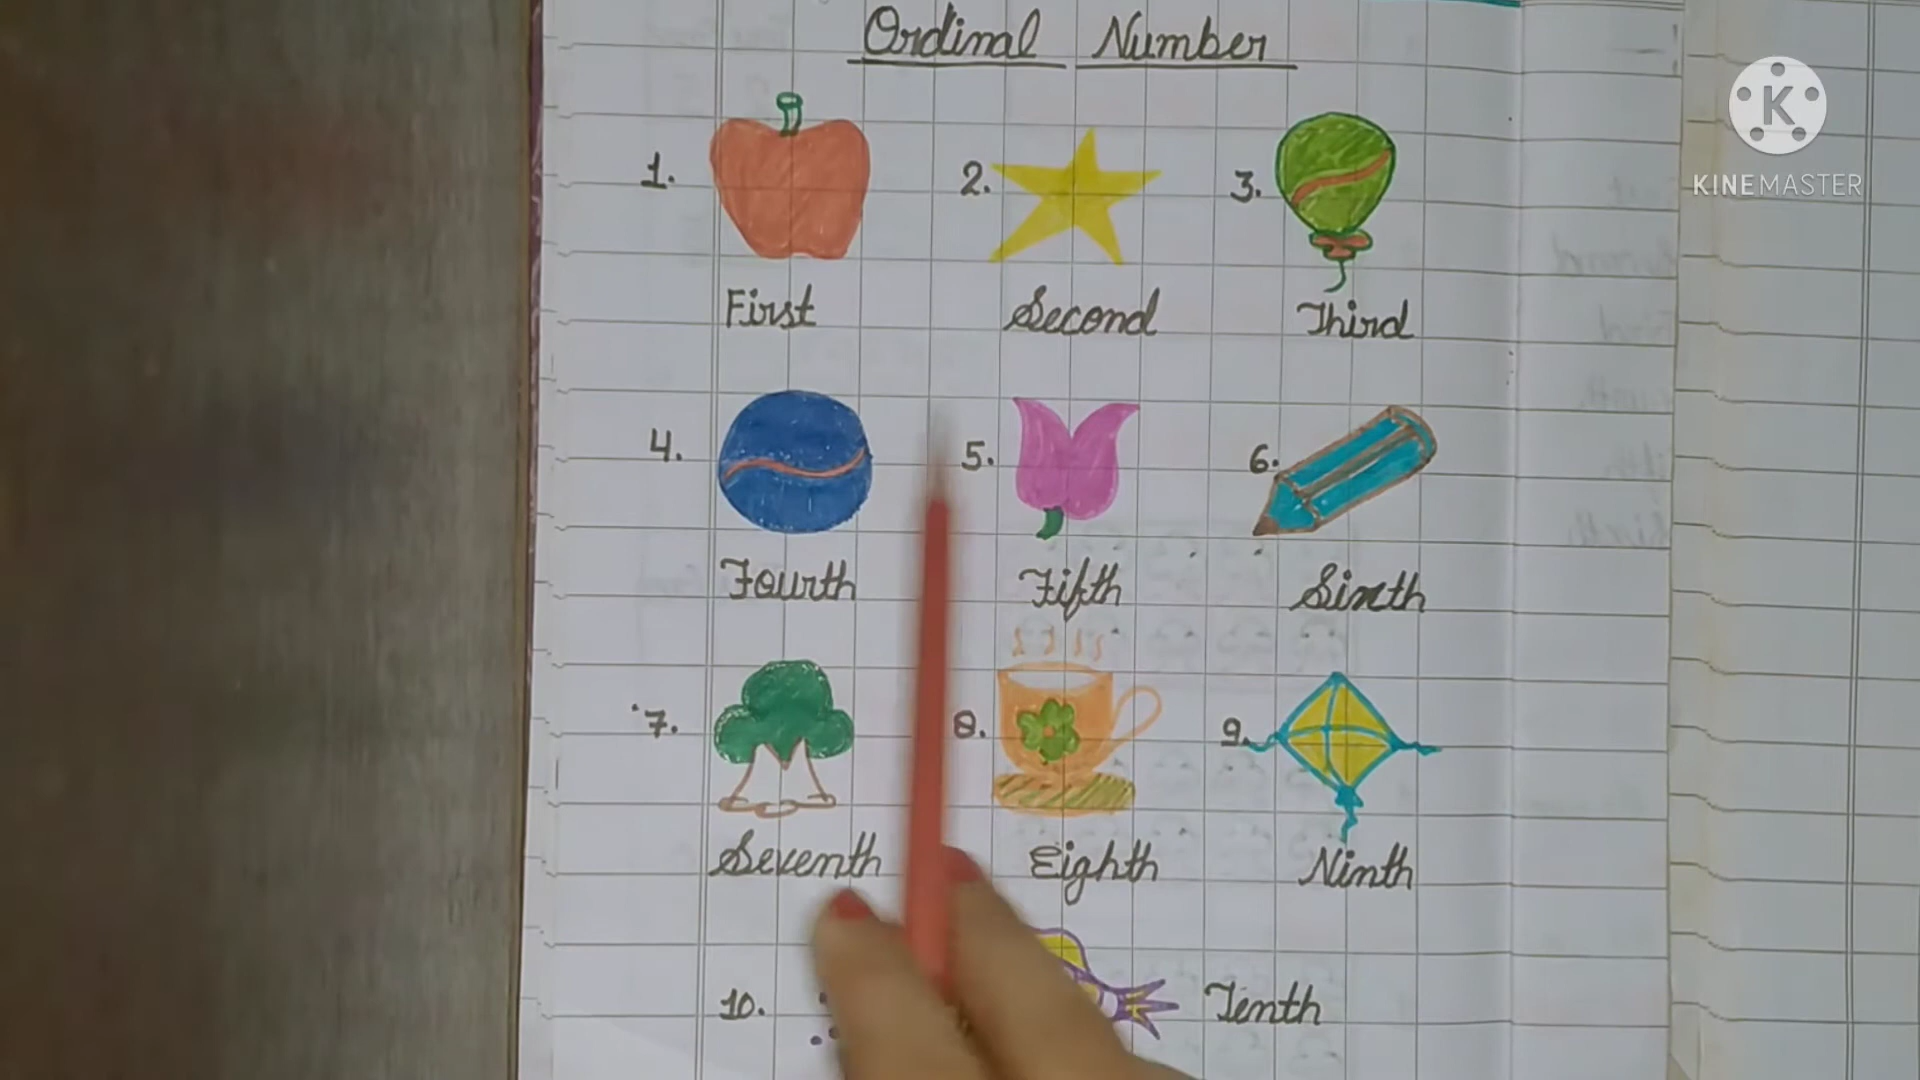 Ordinal Number
1. 2. 3.
First Second Third
4. 5. 6.
Fourth Fifth Sixth
7. 8. 9.
Seventh Eighth Ninth
10. Tenth
K
KINEMASTER